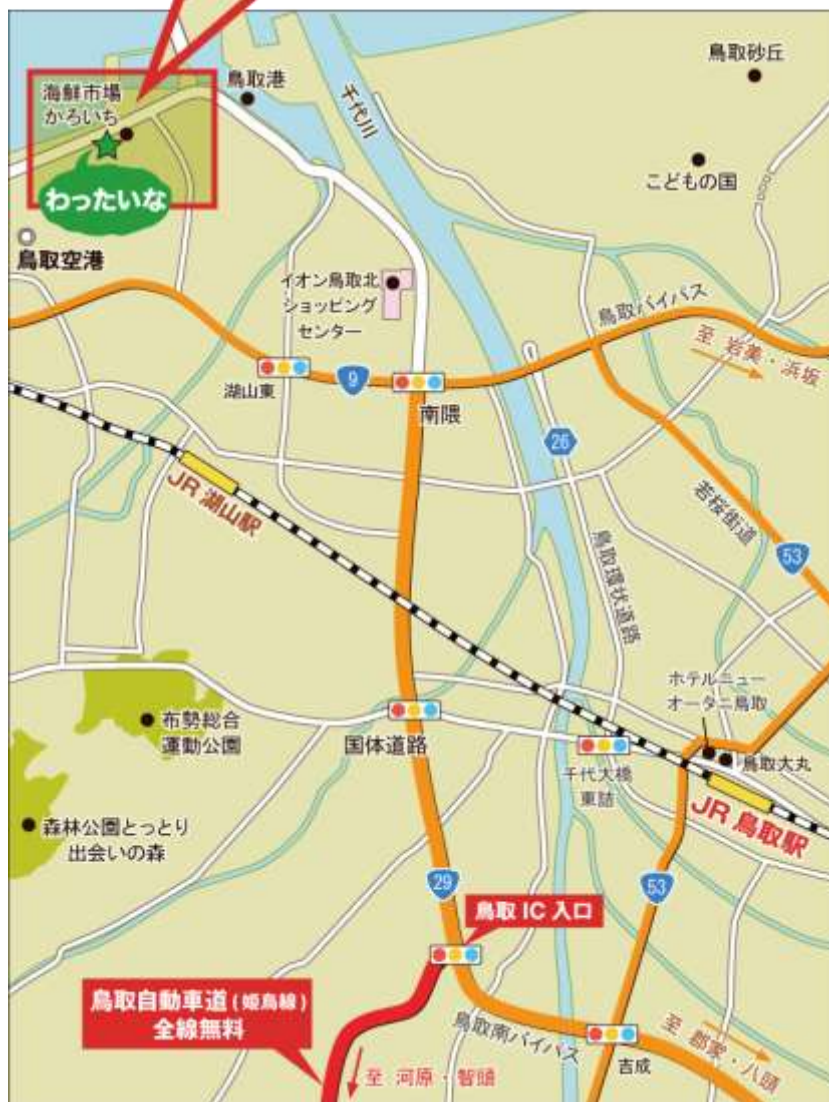 鳥取砂丘
鳥取港
海鮮市場
かろいち
千代川
こどもの国
わったいな
鳥取空港
イオン鳥取北
ショッピング
センター
鳥取バイパス
至 岩美・浜坂
湖山東
9
南隈
26
JR 湖山駅
若桜街道
53
鳥取環状道路
ホテルニュー
オータニ鳥取
布勢総合
運動公園
国体道路
千代大橋
東詰
鳥取大丸
JR 鳥取駅
森林公園とっとり
出会いの森
29
53
鳥取 IC 入口
鳥取自動車道(姫鳥線)
全線無料
鳥取南バイパス
至 郡家・八頭
吉成
至 河原・智頭